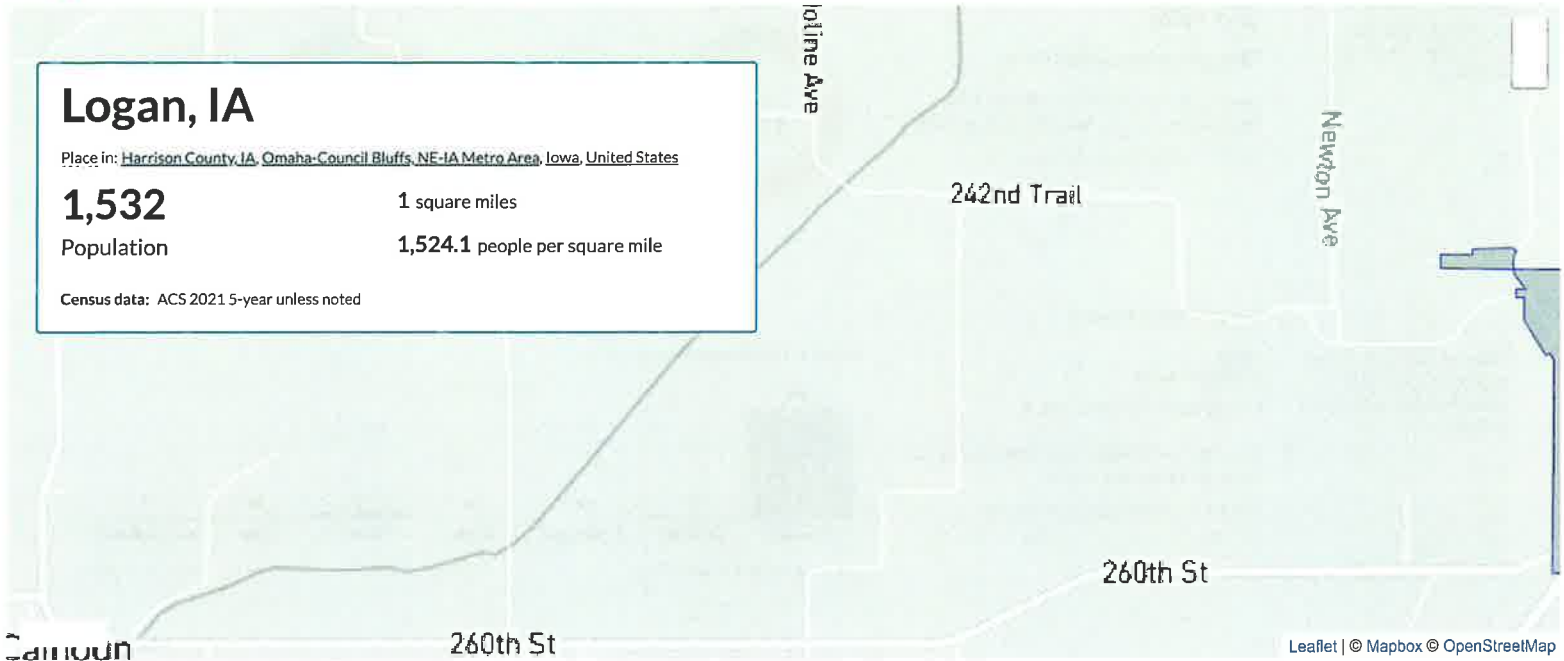 Logan, IA
Place in: Harrison County, IA, Omaha-Council Bluffs, NE-IA Metro Area, Iowa, United States
1,532
Population
1 square miles
1,524.1 people per square mile
Census data: ACS 2021 5-year unless noted
Ave
242nd Trail
Newton Ave
260th St
260th St
Leaflet | © Mapbox © OpenStreetMap